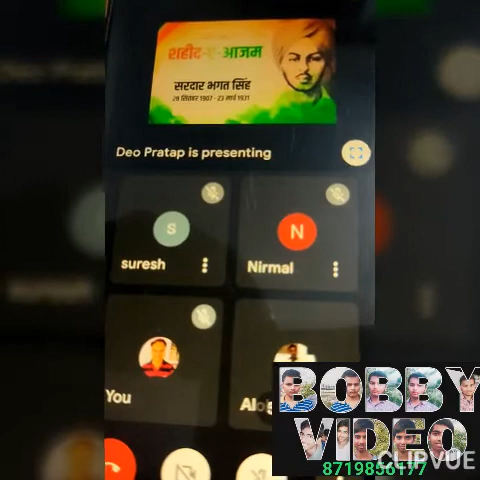 शहीद-ए-आजम
सरदार भगत सिंह
Deo Pratap is presenting
S
N
suresh
Nirmal
You
BOBBY
VIDEO
8719856177
CLIPVUE